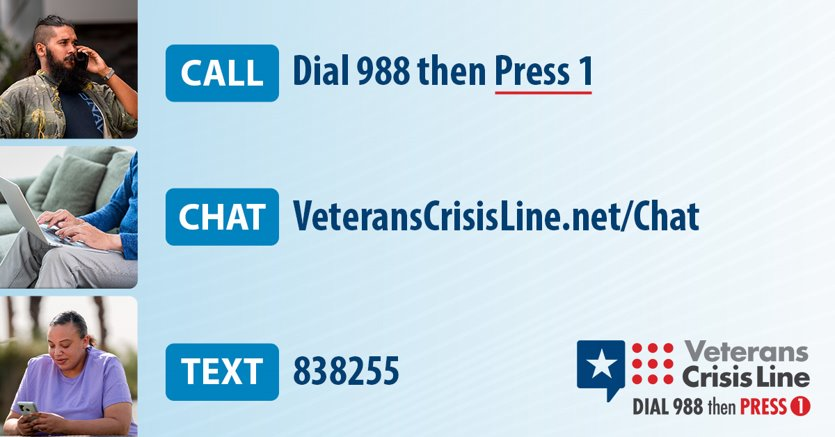 CALL Dial 988 then Press 1
CHAT VeteransCrisisLine.net/Chat
TEXT 838255
Veterans
Crisis Line
DIAL 988 then PRESS 1